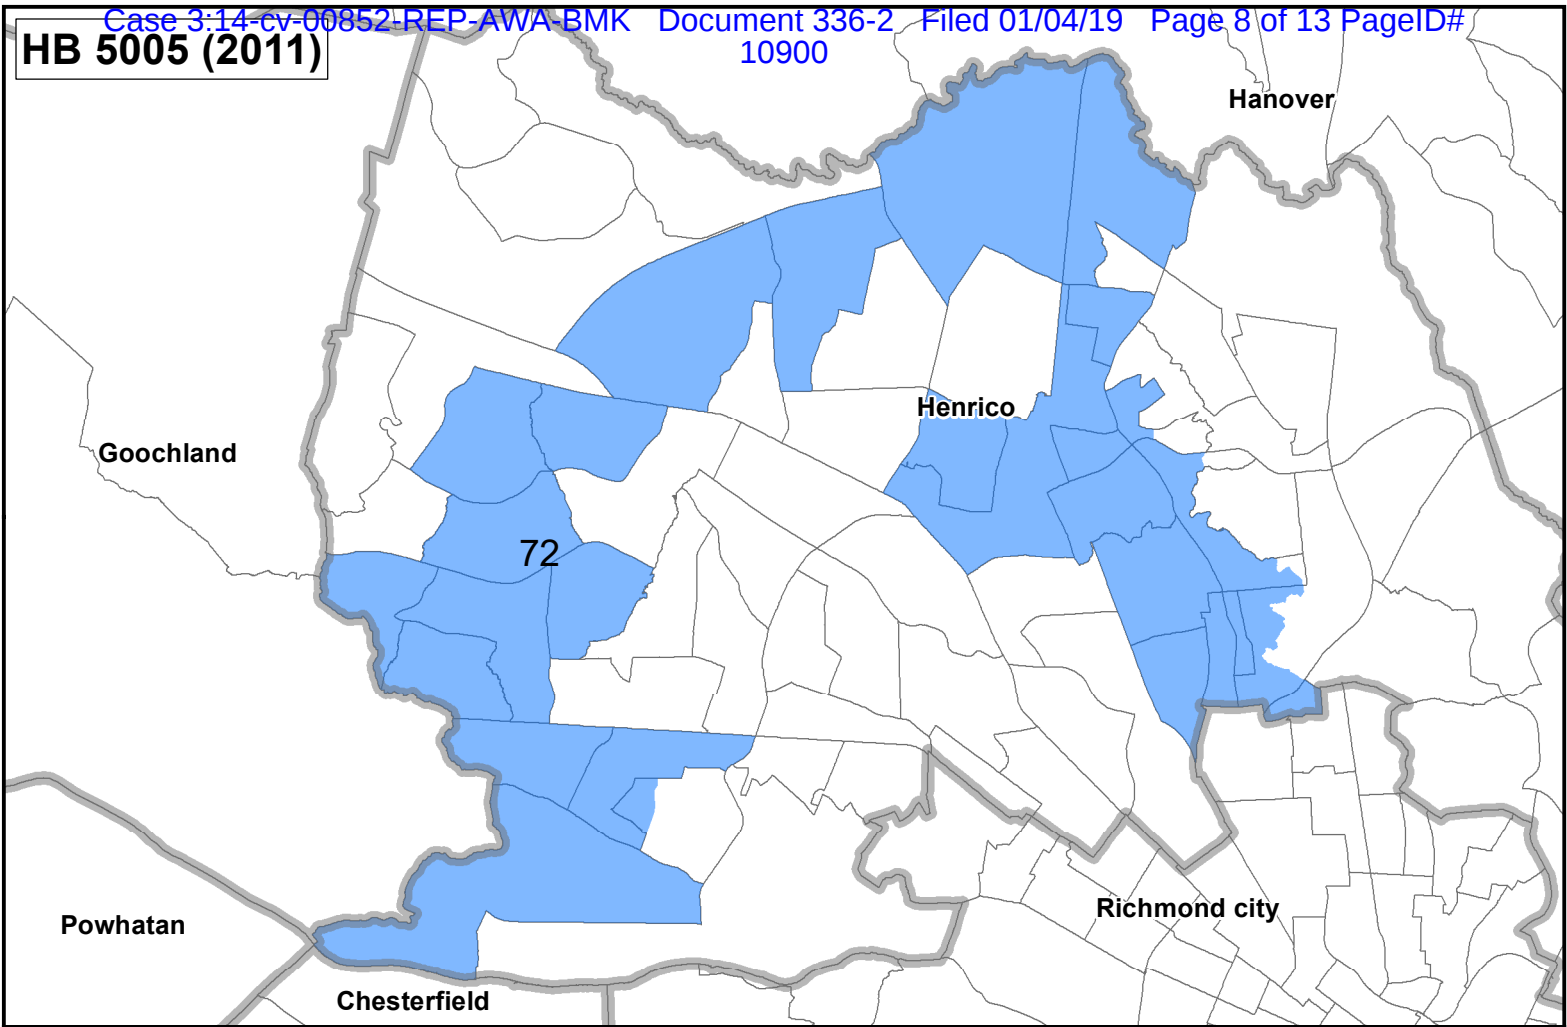 Case 3:14-cv-00852-REP-AWA-BMK Document 336-2 Filed 01/04/19 Page 8 of 13 PageID#
10900
HB 5005 (2011)
Hanover
Henrico
Goochland
72
Richmond city
Powhatan
Chesterfield